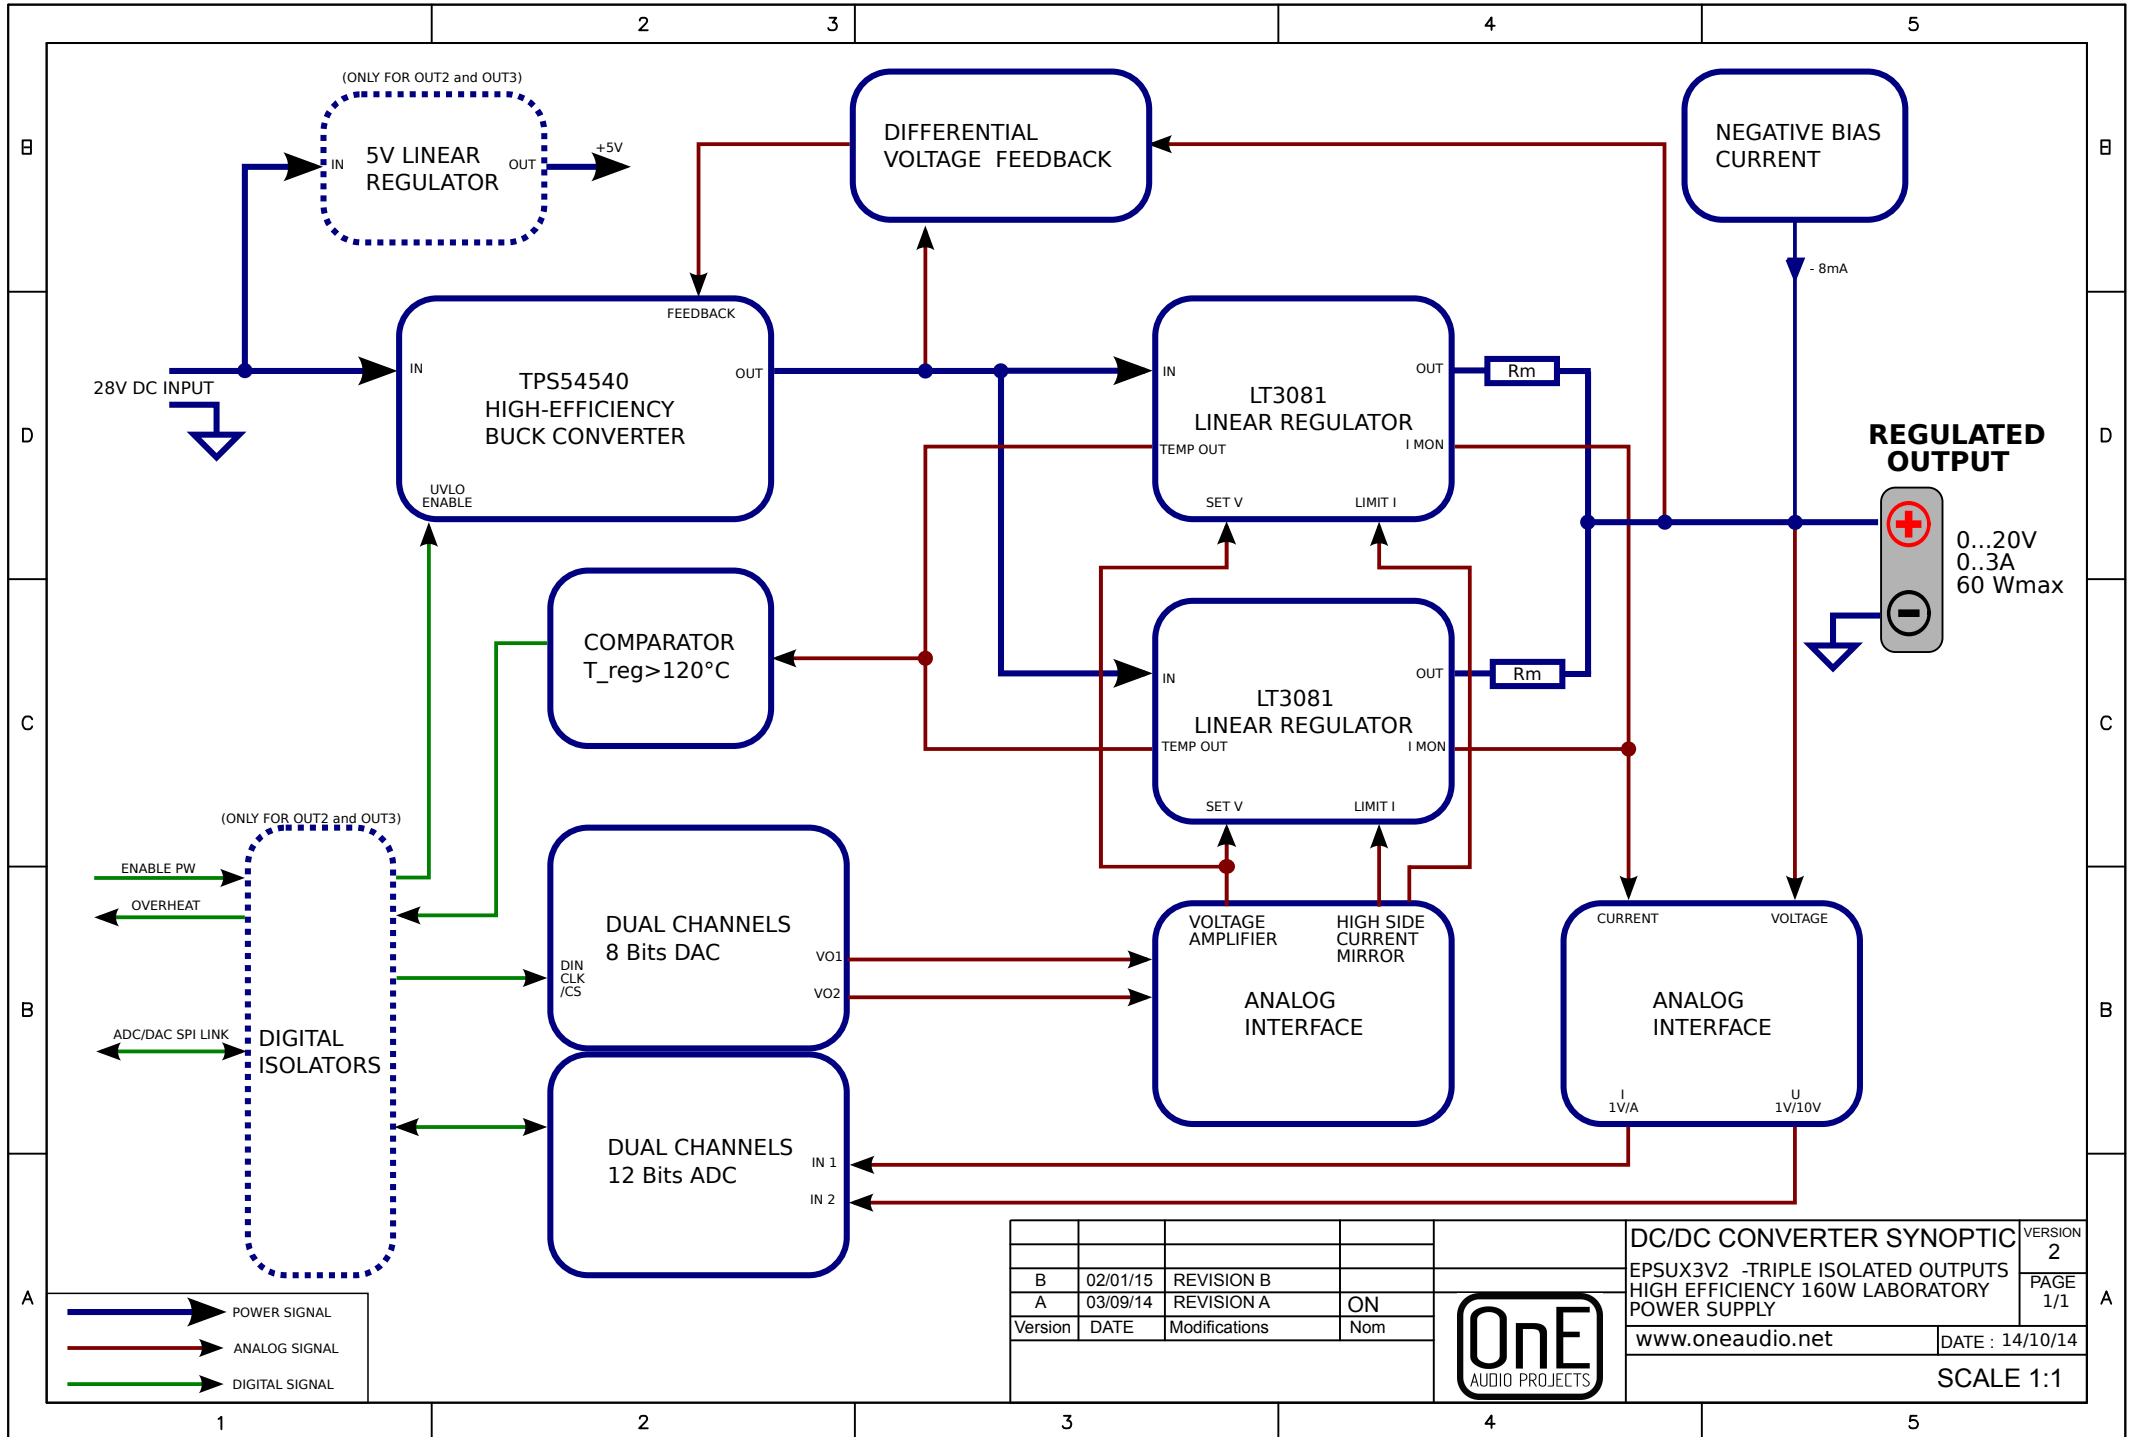 2
3
4
5
(ONLY FOR OUT2 and OUT3)
IN
5V LINEAR
REGULATOR
OUT
+5V
DIFFERENTIAL
VOLTAGE FEEDBACK
NEGATIVE BIAS
CURRENT
- 8mA
E
E
28V DC INPUT
IN
FEEDBACK
OUT
TPS54540
HIGH-EFFICIENCY
BUCK CONVERTER
UVLO
ENABLE
IN
OUT
LT3081
LINEAR REGULATOR
TEMP OUT
I MON
SET V
LIMIT I
Rm
REGULATED
OUTPUT
0...20V
0..3A
60 Wmax
D
D
COMPARATOR
T_reg>120°C
IN
OUT
LT3081
LINEAR REGULATOR
TEMP OUT
I MON
SET V
LIMIT I
Rm
C
C
(ONLY FOR OUT2 and OUT3)
ENABLE PW
OVERHEAT
ADC/DAC SPI LINK
DIGITAL
ISOLATORS
DUAL CHANNELS
8 Bits DAC
DIN
CLK
/CS
VO1
VO2
VOLTAGE
AMPLIFIER
HIGH SIDE
CURRENT
MIRROR
ANALOG
INTERFACE
CURRENT
VOLTAGE
ANALOG
INTERFACE
I
1V/A
U
1V/10V
B
B
DUAL CHANNELS
12 Bits ADC
IN 1
IN 2
A
A
POWER SIGNAL
ANALOG SIGNAL
DIGITAL SIGNAL
B 02/01/15 REVISION B
A 03/09/14 REVISION A ON
Version DATE Modifications Nom
OnE
AUDIO PROJECTS
DC/DC CONVERTER SYNOPTIC
EPSUX3V2 -TRIPLE ISOLATED OUTPUTS
HIGH EFFICIENCY 160W LABORATORY
POWER SUPPLY
VERSION
2
PAGE
1/1
www.oneaudio.net
DATE : 14/10/14
SCALE 1:1
1
2
3
4
5